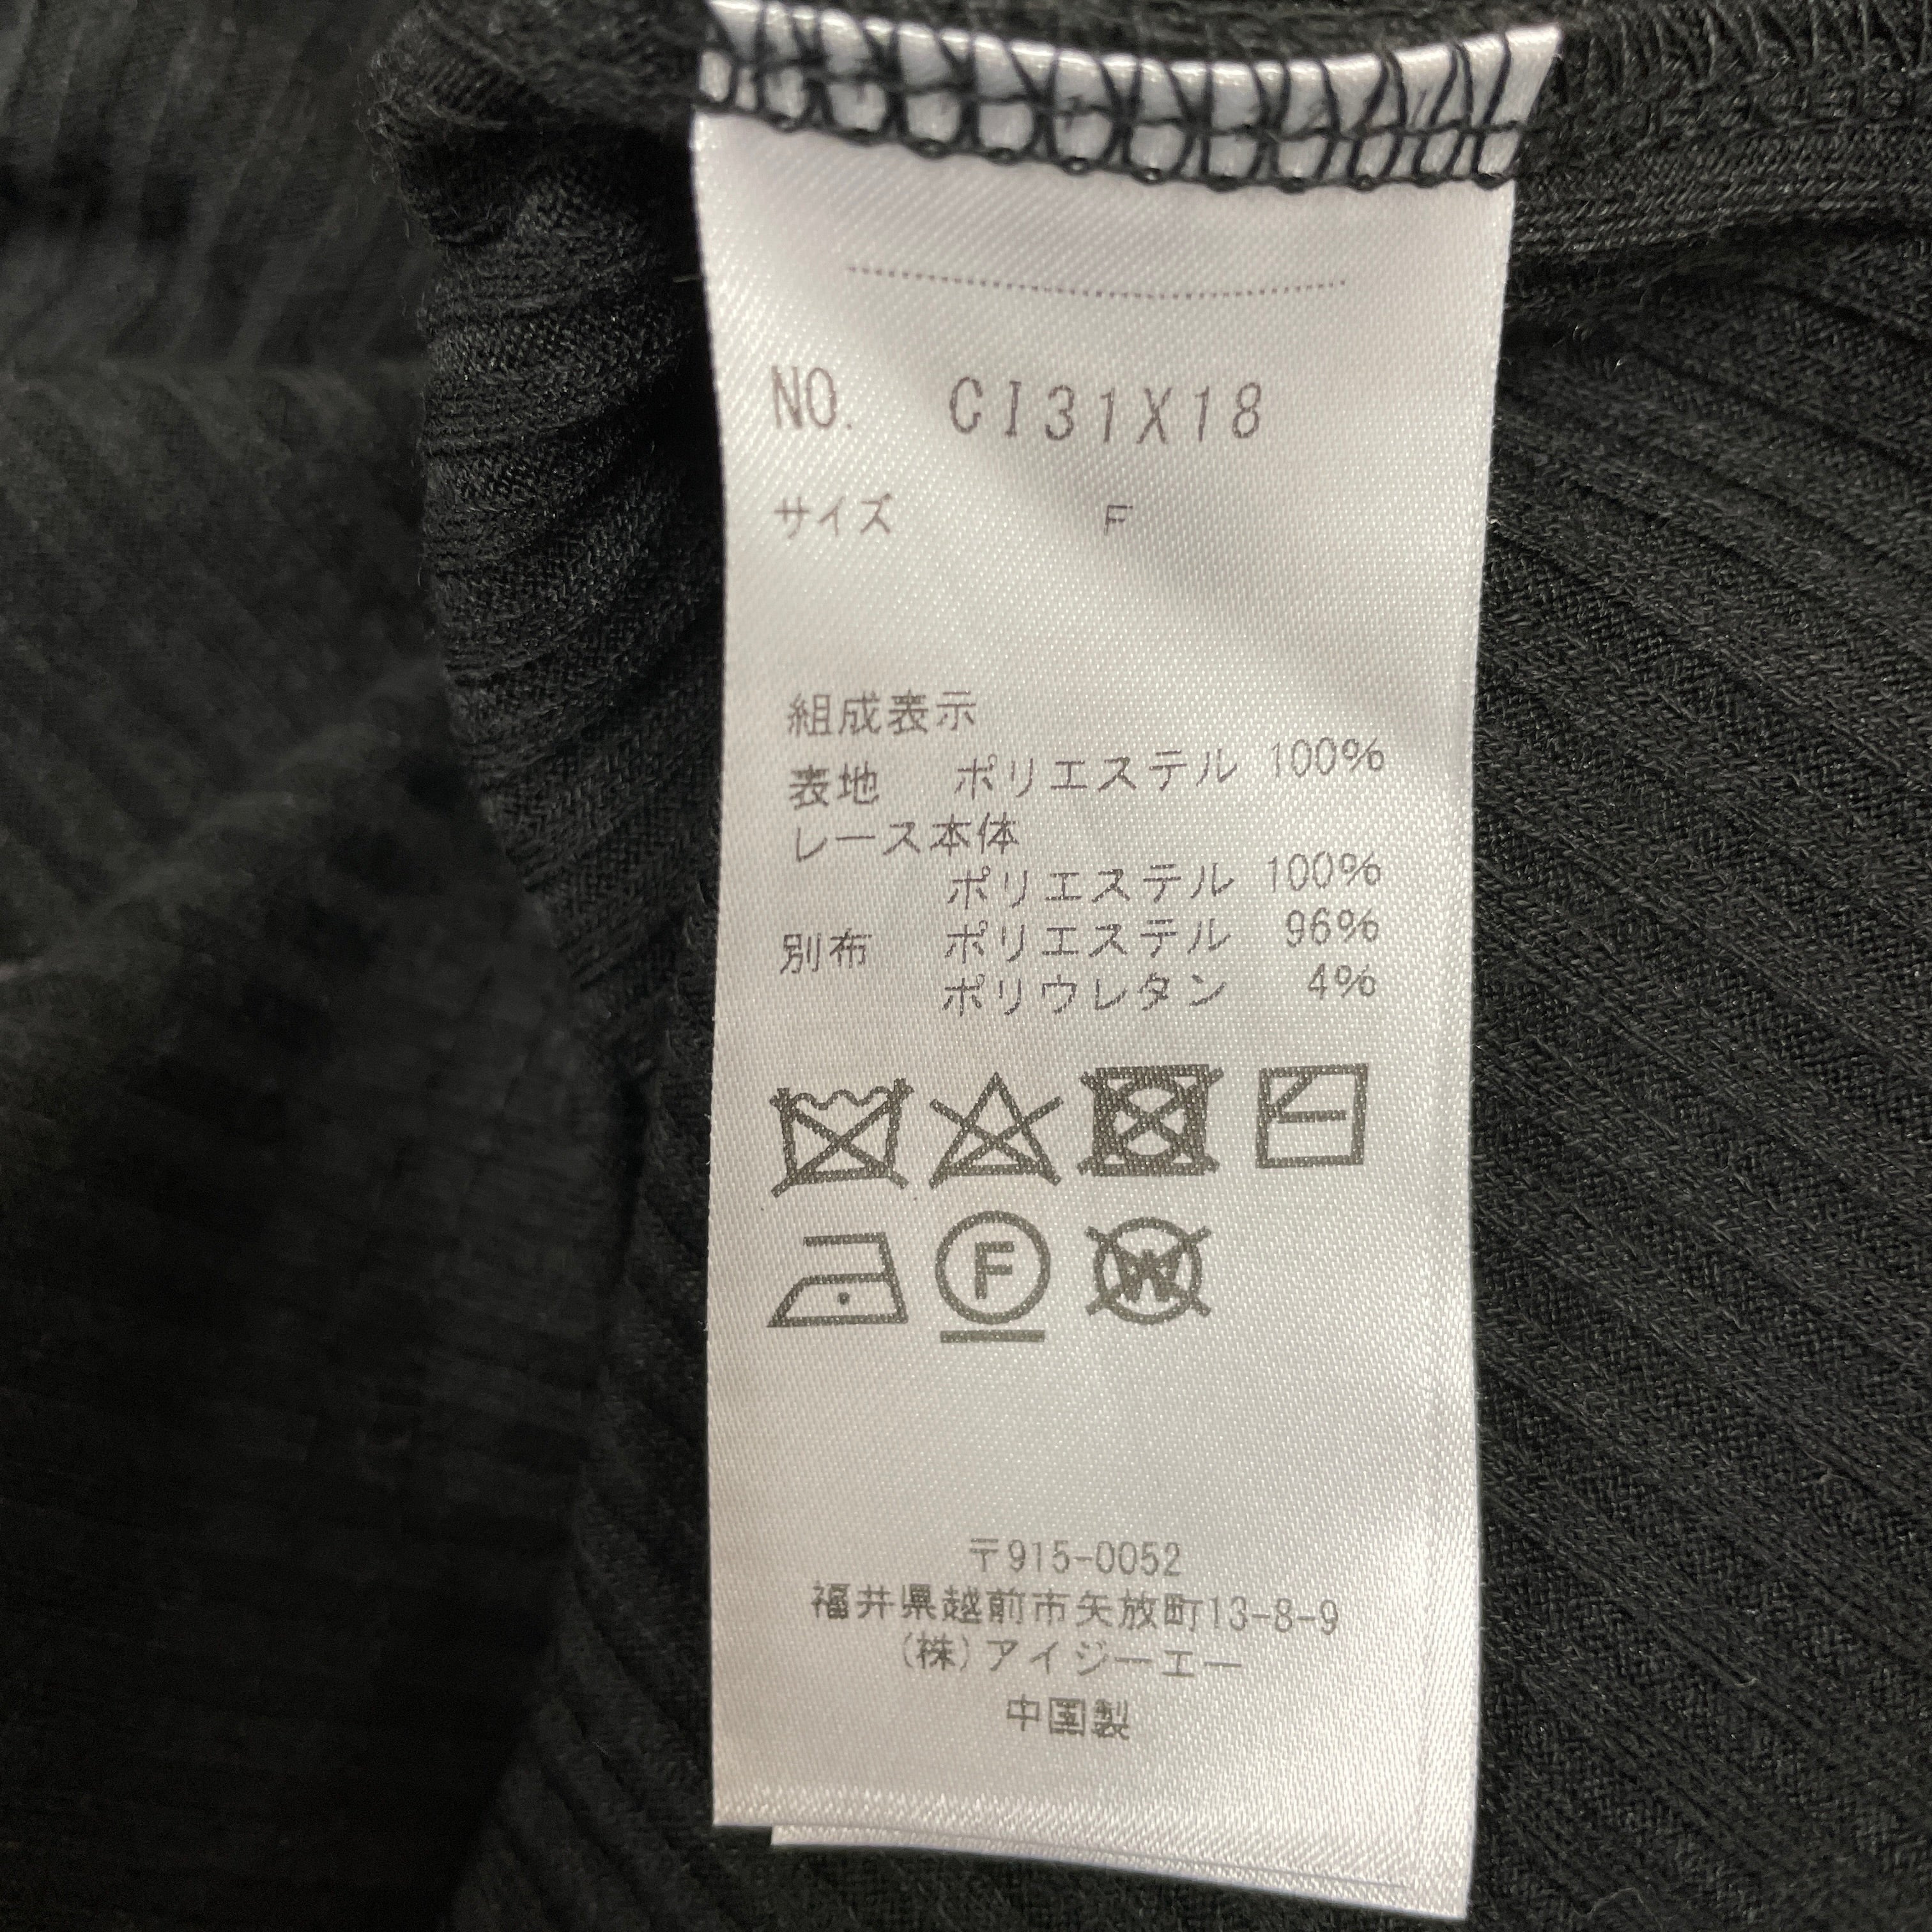 NO. CI31X18
サイズ F
組成表示
表地 ポリエステル 100%
レース本体
ポリエステル 100%
別布 ポリエステル 96%
ポリウレタン 4%
F W
〒915-0052
福井県越前市矢放町13-8-9
(株)アイジーエー
中国製